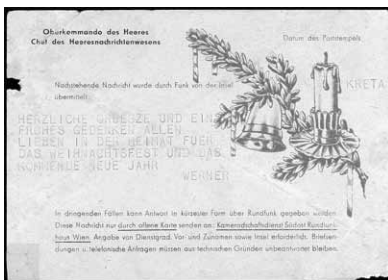 Oberkommando des Heeres
Chef des Heeresnachrichtenwesens
Datum des Poststempels
Nachstehende Nachricht wurde durch Funk von der Insel
KRETA
übermittelt:
HERZLICHE GRUESZE UND EIN
FROHES GEDENKEN ALLEN
LIEBEN IN DER HEIMAT FUER
DAS WEIHNACHTSFEST UND DAS
KOMMENDE NEUE JAHR
WERNER
In dringenden Fällen kann Antwort in kürzester Form über Rundfunk gegeben werden.
Diese Nachricht nur durch offene Karte senden an: Kameradschaftsdienst Südost Rundfunk-
haus Wien. Angabe von Dienstgrad, Vor- und Zunamen sowie Insel erforderlich. Briefsen-
dungen u. telefonische Anfragen müssen aus technischen Gründen unbeantwortet bleiben.